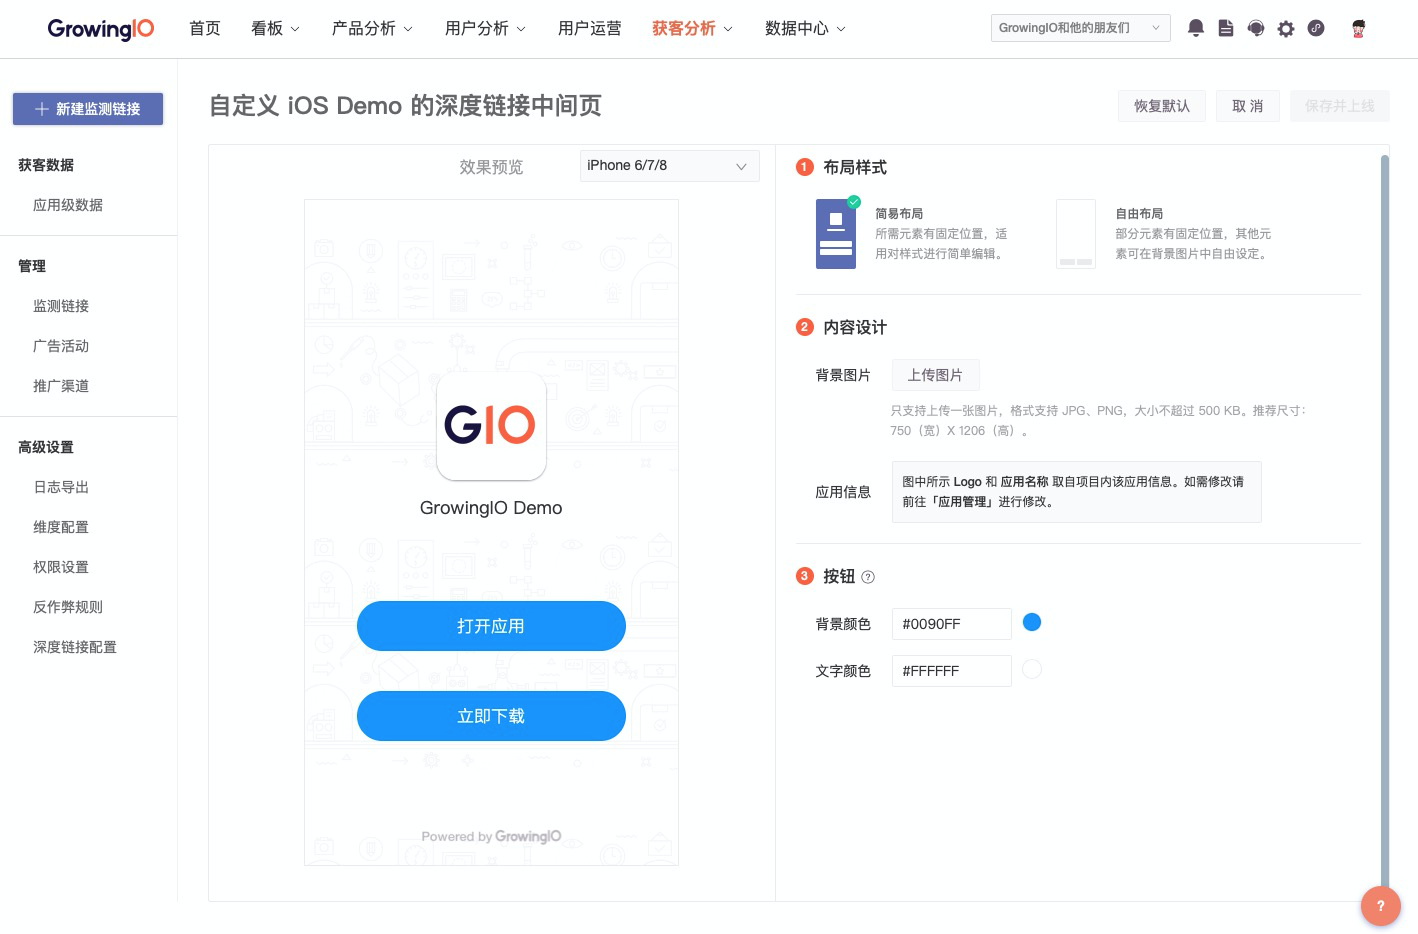 GrowingIO
首页
看板
产品分析
用户分析
用户运营
获客分析
数据中心
GrowingIO和他的朋友们
新建监测链接
获客数据
应用级数据
管理
监测链接
广告活动
推广渠道
高级设置
日志导出
维度配置
权限设置
反作弊规则
深度链接配置
自定义 iOS Demo 的深度链接中间页
恢复默认
取 消
保存并上线
效果预览
iPhone 6/7/8
GIO
GrowingIO Demo
打开应用
立即下载
Powered by GrowingIO
1 布局样式
简易布局
所需元素有固定位置，适
用对样式进行简单编辑。
自由布局
部分元素有固定位置，其他元
素可在背景图片中自由设定。
2 内容设计
背景图片
上传图片
只支持上传一张图片，格式支持 JPG、PNG，大小不超过 500 KB。推荐尺寸：
750（宽）X 1206（高）。
应用信息
图中所示 Logo 和 应用名称 取自项目内该应用信息。如需修改请
前往「应用管理」进行修改。
3 按钮 ?
背景颜色
#0090FF
文字颜色
#FFFFFF
?